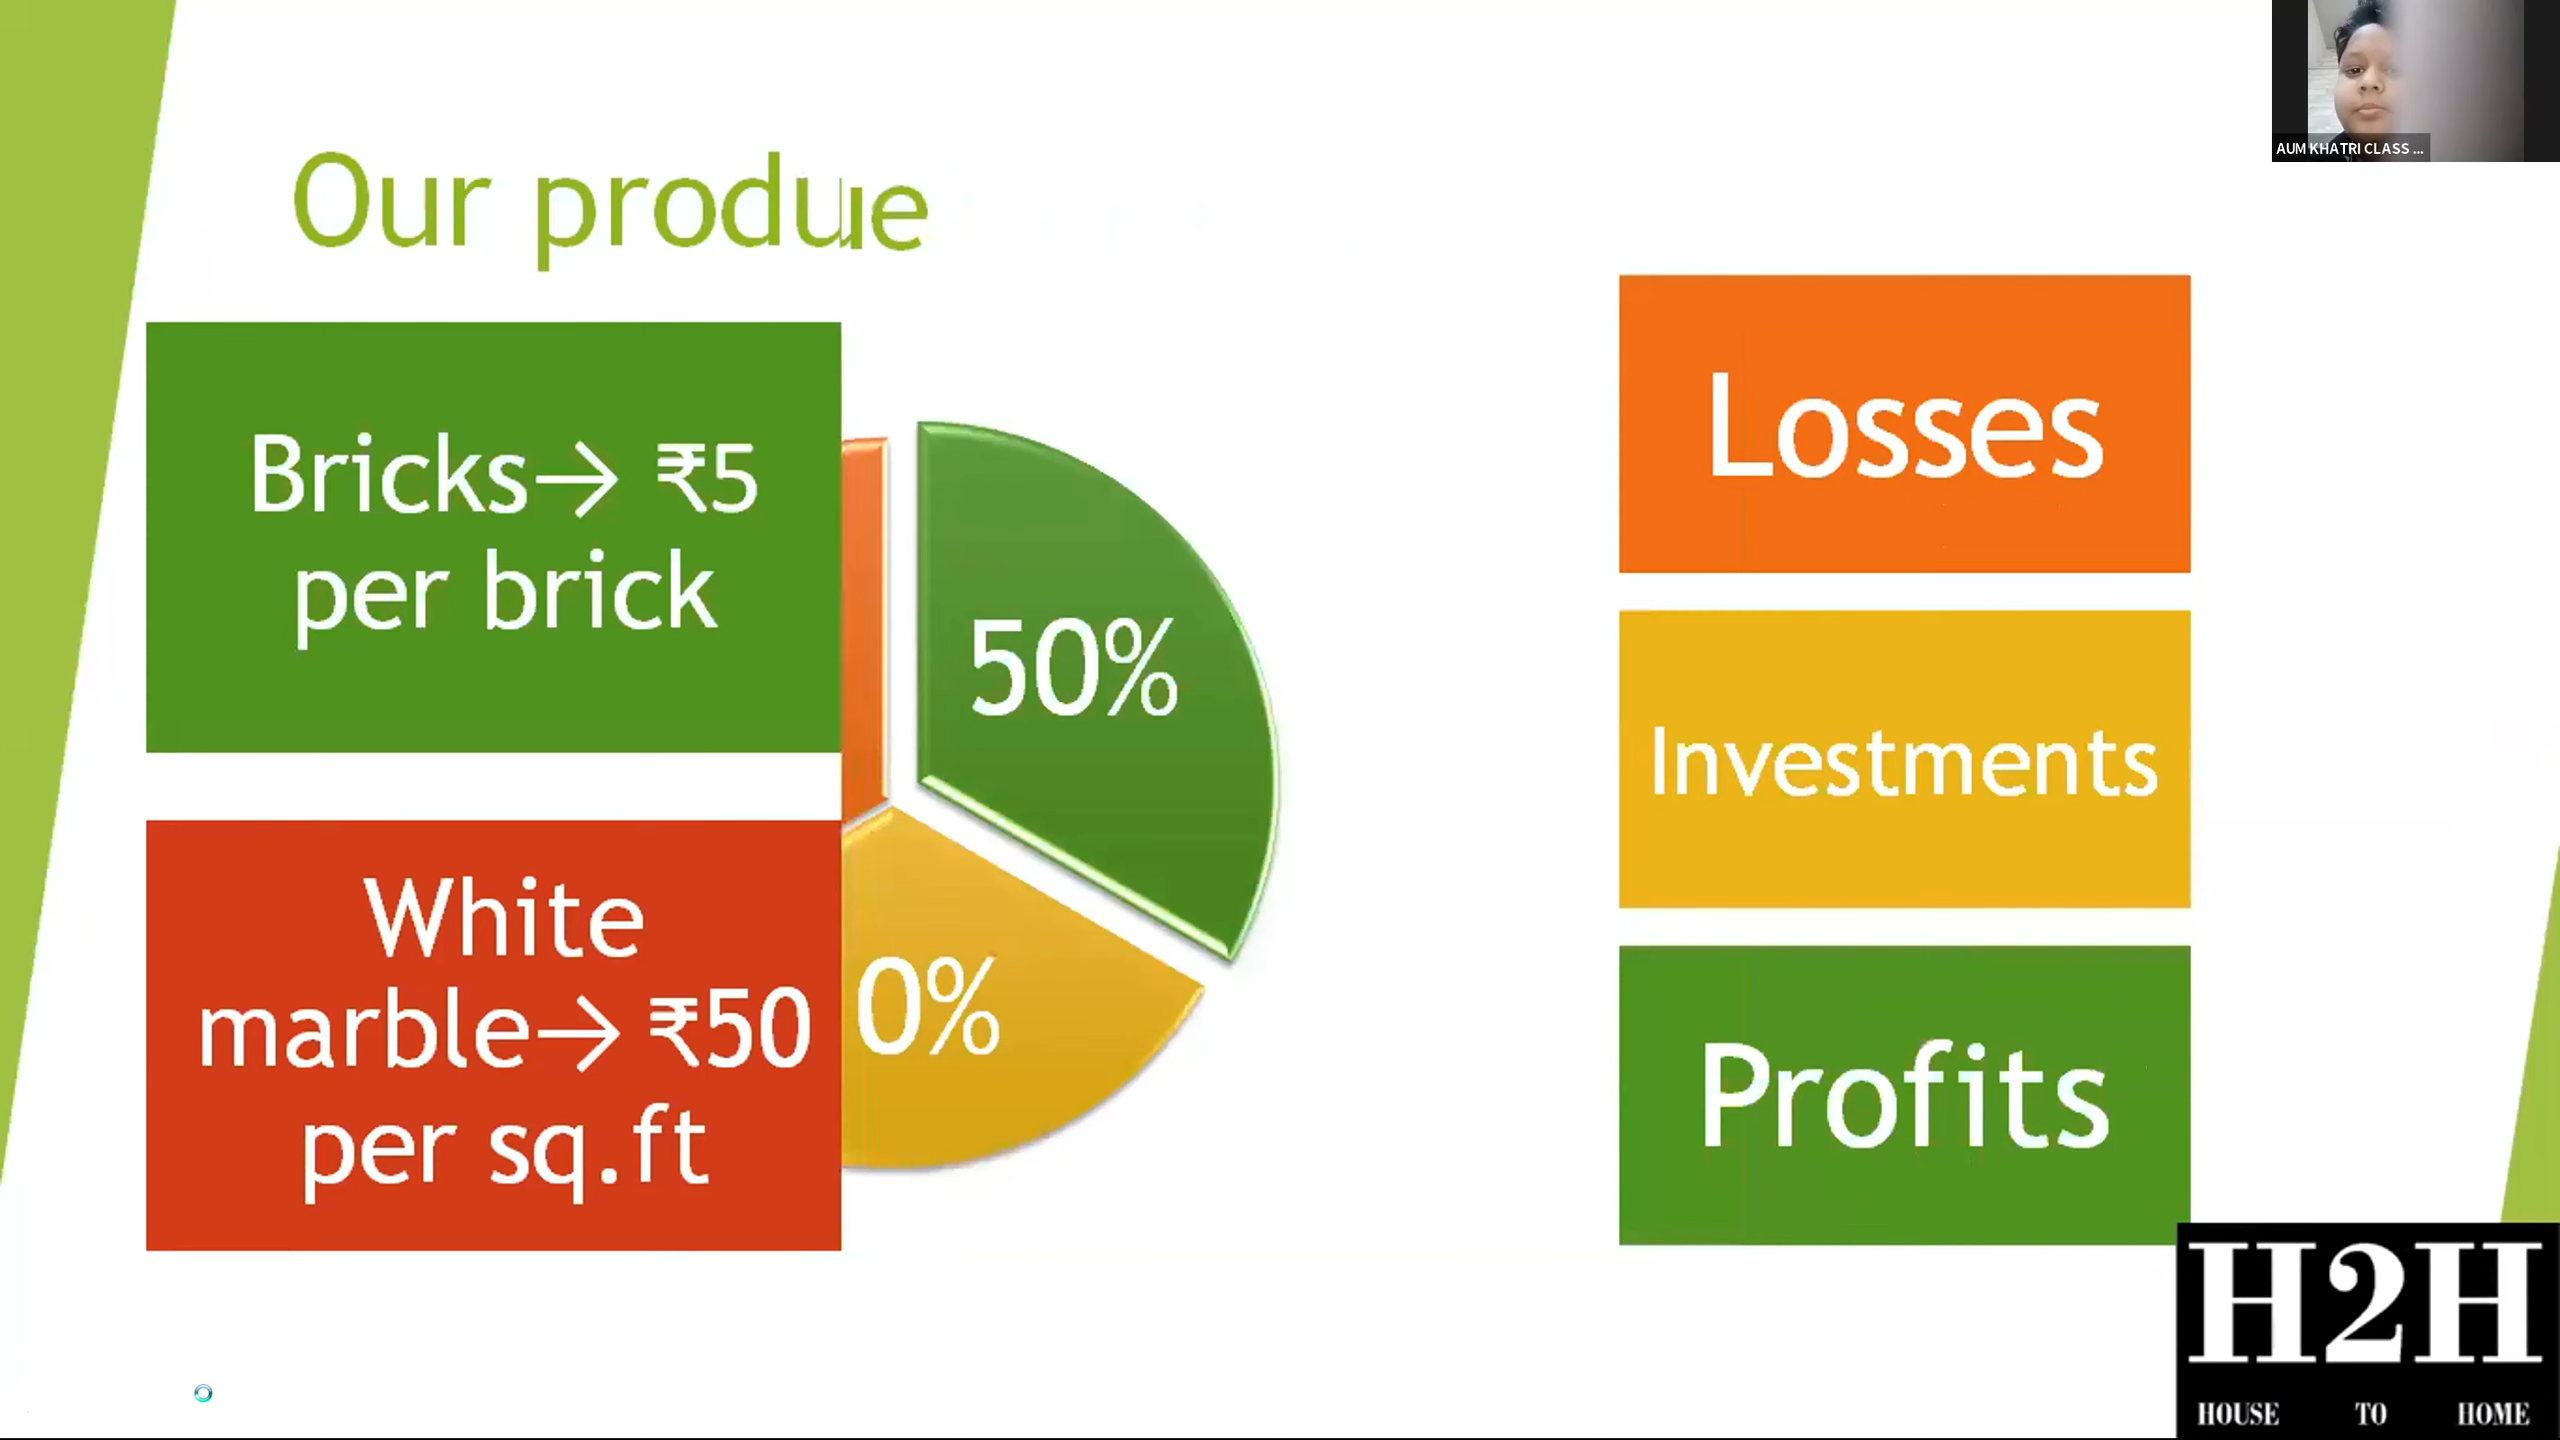 AUM KHATRI CLASS ...
Our produe
Bricks→ ₹5
per brick
White
marble→ ₹50
per sq.ft
50%
0%
Losses
Investments
Profits
H2H
HOUSE TO HOME